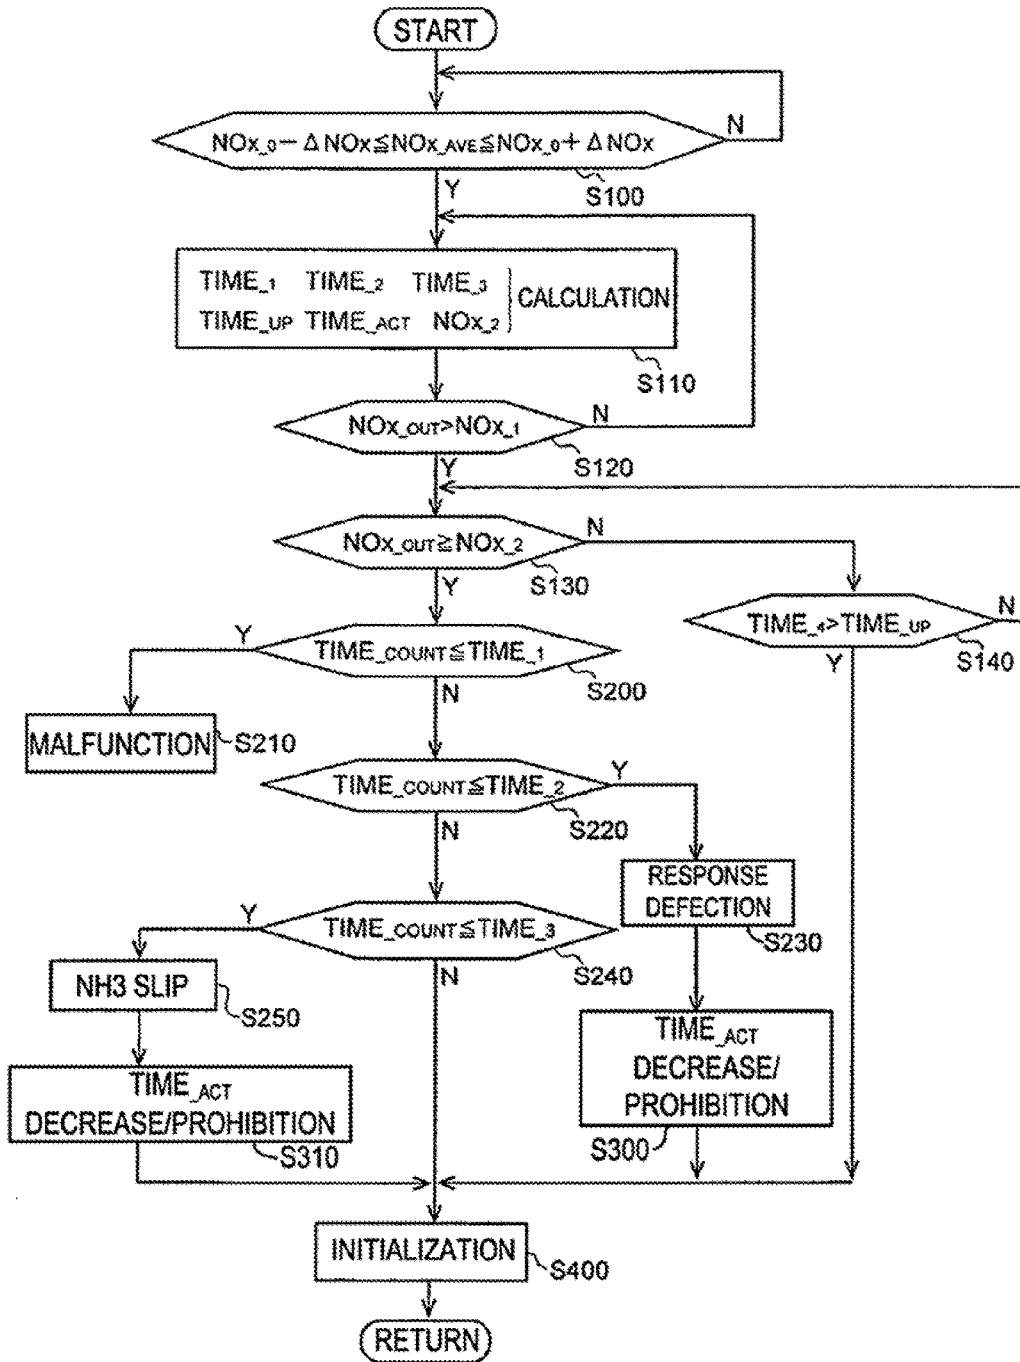 START
NOx_0 − ΔNOx≦NOx_AVE≦NOx_0 + ΔNOx
N
S100
Y
TIME_1 TIME_2 TIME_3
TIME_UP TIME_ACT NOx_2
CALCULATION
S110
NOx_OUT>NOx_1
N
S120
Y
NOx_OUT≧NOx_2
N
S130
Y
TIME_4>TIME_UP
N
S140
Y
TIME_COUNT≦TIME_1
Y
S200
N
MALFUNCTION
S210
TIME_COUNT≦TIME_2
Y
S220
N
RESPONSE
DEFECTION
S230
TIME_COUNT≦TIME_3
Y
S240
N
NH3 SLIP
S250
TIME_ACT
DECREASE/
PROHIBITION
S300
TIME_ACT
DECREASE/PROHIBITION
S310
INITIALIZATION
S400
RETURN